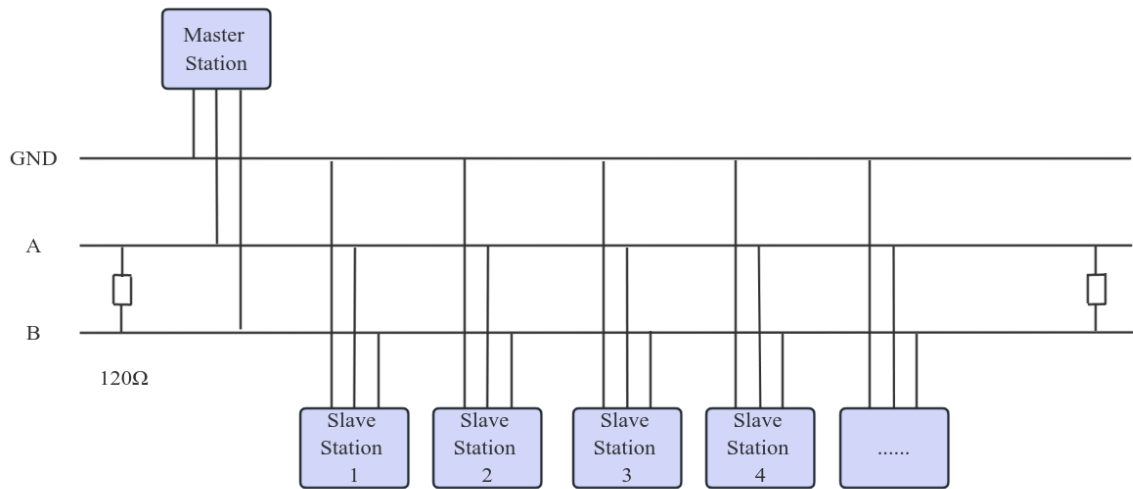 Master
Station
GND
A
B
120Ω
Slave
Station
1
Slave
Station
2
Slave
Station
3
Slave
Station
4
......